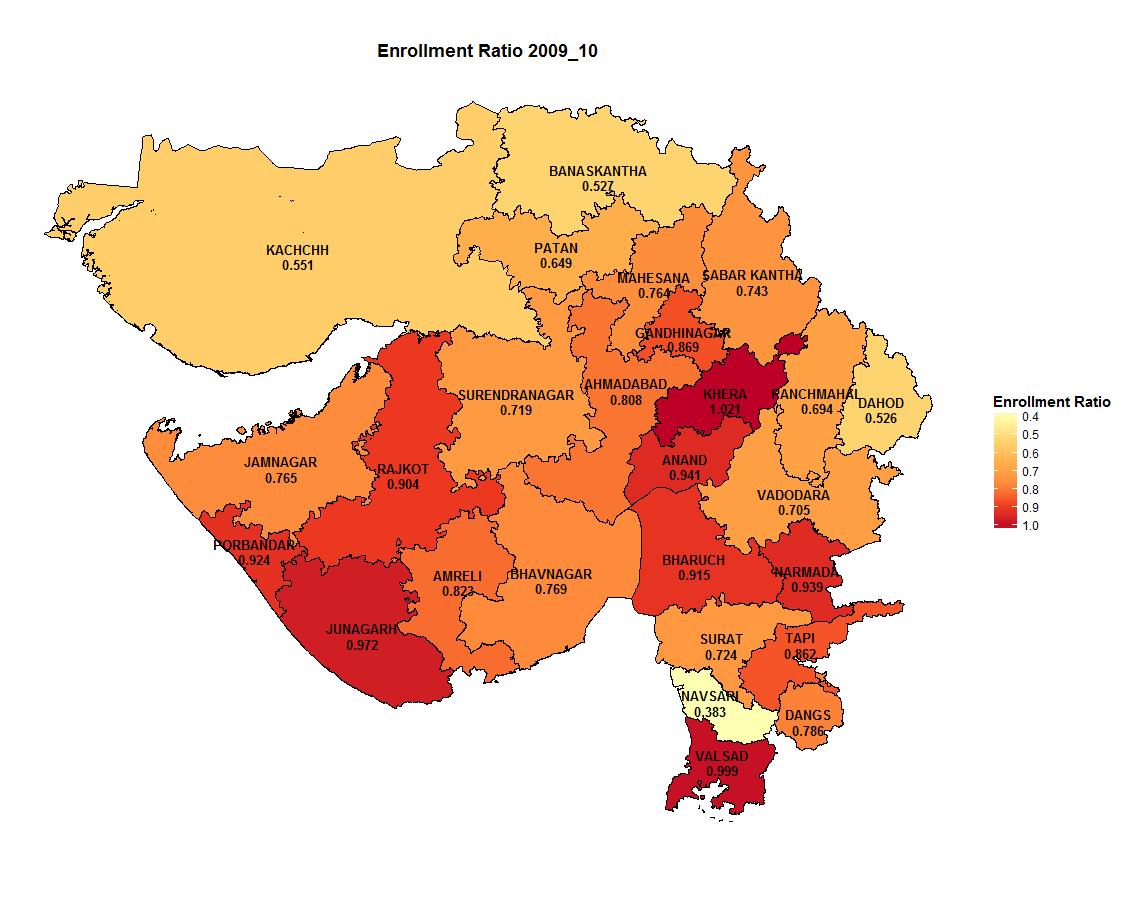 Enrollment Ratio 2009_10
BANASKANTHA
0.527
KACHCHH
0.551
PATAN
0.649
MAHESANA
0.764
SABAR KANTHA
0.743
GANDHINAGAR
0.869
SURENDRANAGAR
0.719
AHMADABAD
0.808
KHERA
1.021
PANCHMAHAL
0.694
DAHOD
0.526
JAMNAGAR
0.765
RAJKOT
0.904
ANAND
0.941
VADODARA
0.705
PORBANDAR
0.924
AMRELI
0.823
BHAVNAGAR
0.769
BHARUCH
0.915
NARMADA
0.939
JUNAGARH
0.972
SURAT
0.724
TAPI
0.862
NAVSARI
0.383
DANGS
0.786
VALSAD
0.999
Enrollment Ratio
0.4
0.5
0.6
0.7
0.8
0.9
1.0